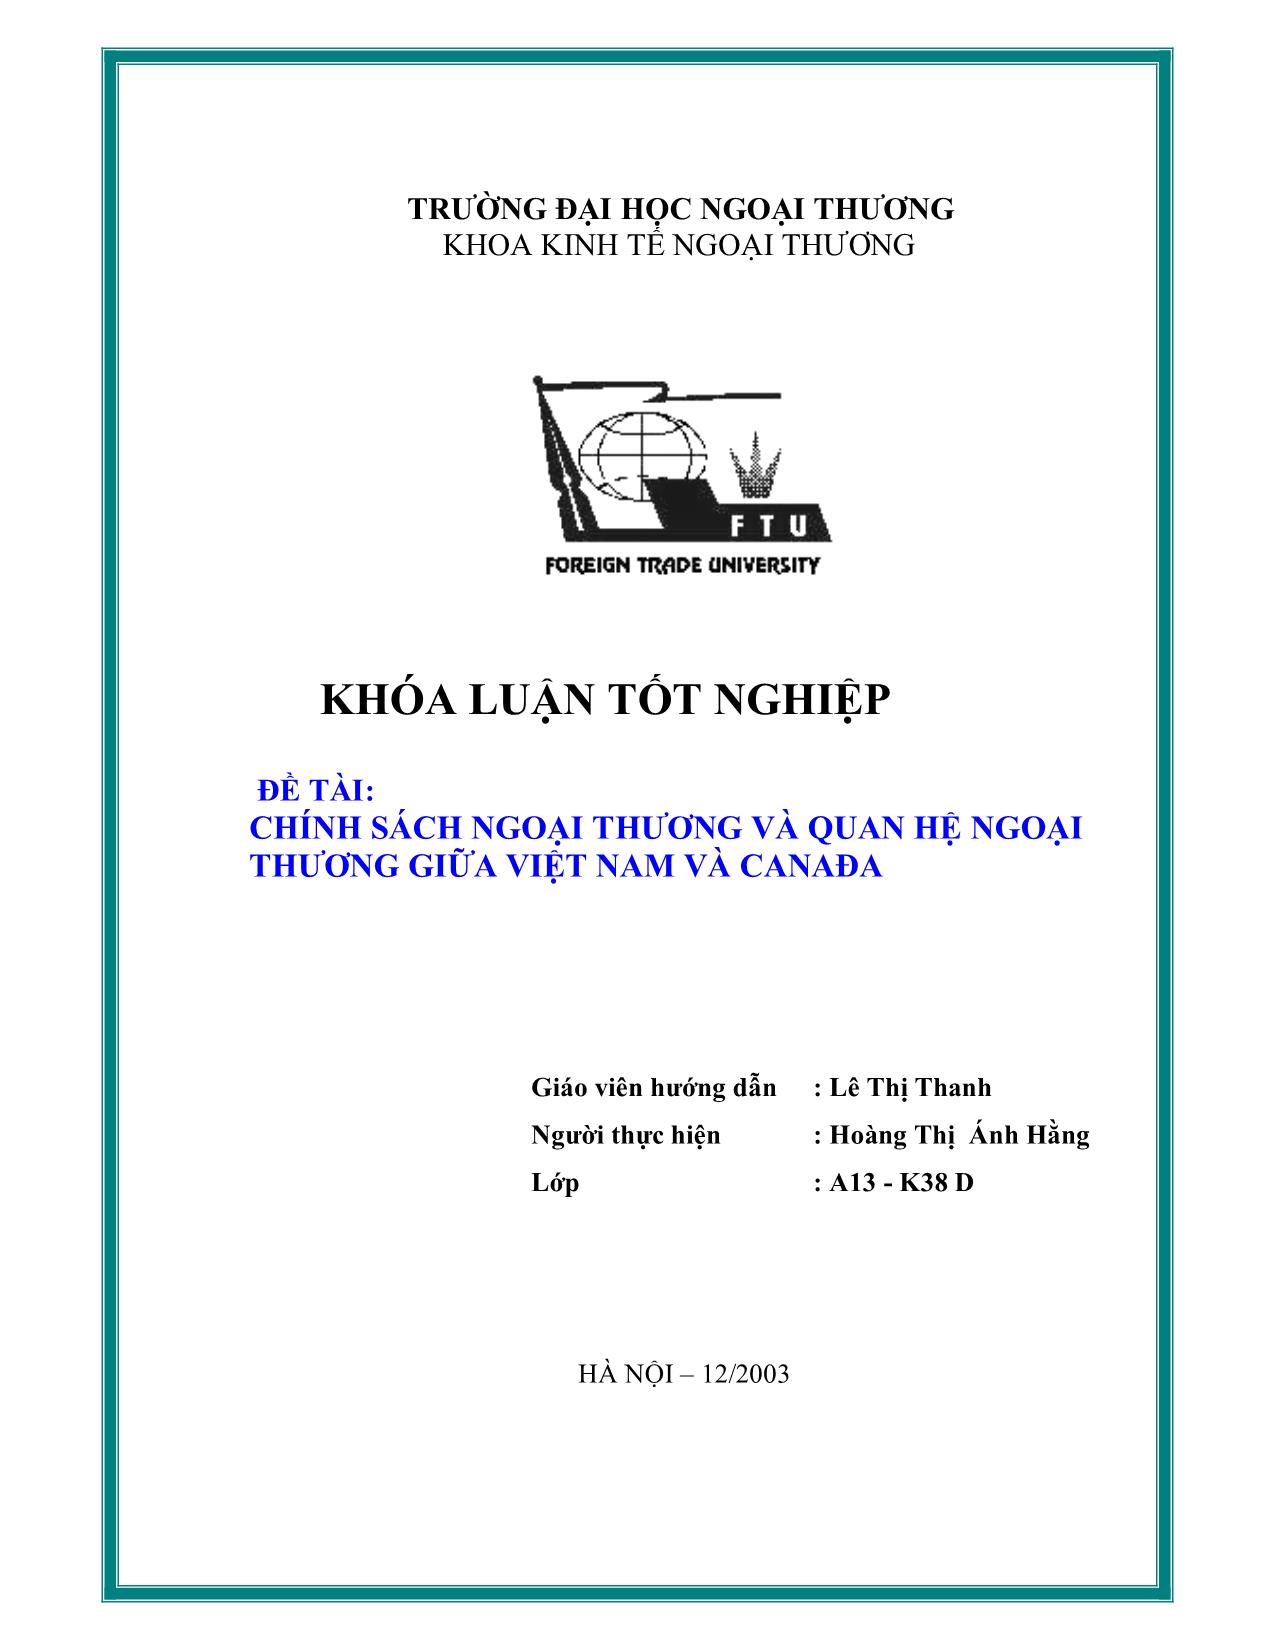 TRƯỜNG ĐẠI HỌC NGOẠI THƯƠNG
KHOA KINH TẾ NGOẠI THƯƠNG
F T U
FOREIGN TRADE UNIVERSITY
KHÓA LUẬN TỐT NGHIỆP
ĐỀ TÀI:
CHÍNH SÁCH NGOẠI THƯƠNG VÀ QUAN HỆ NGOẠI
THƯƠNG GIỮA VIỆT NAM VÀ CANAĐA
Giáo viên hướng dẫn : Lê Thị Thanh
Người thực hiện : Hoàng Thị Ánh Hằng
Lớp : A13 - K38 D
HÀ NỘI – 12/2003